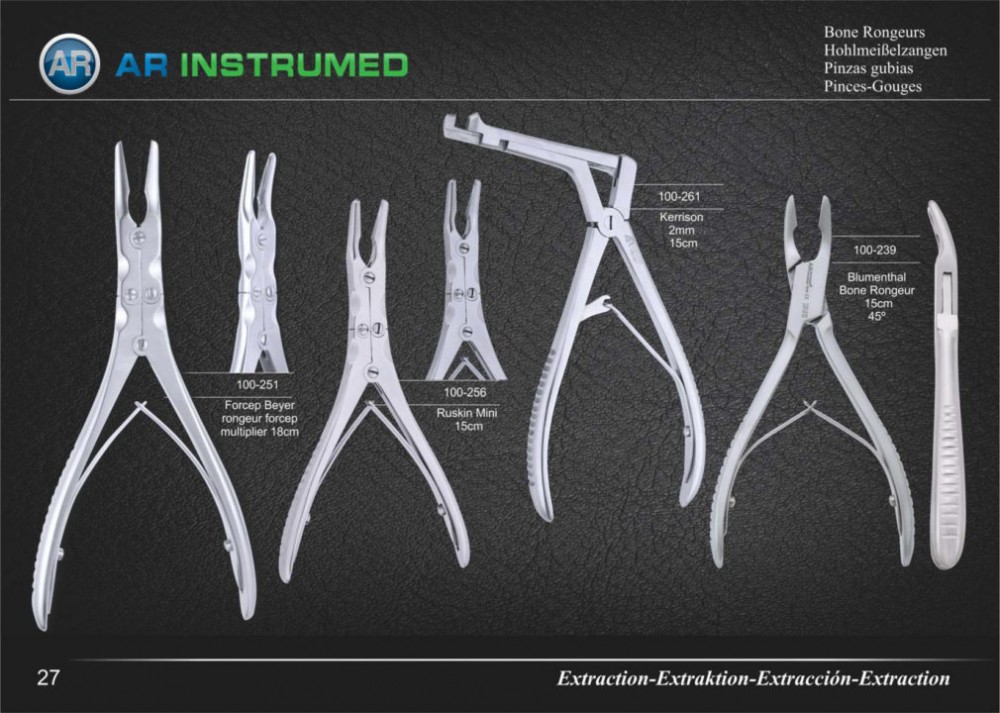 AR AR INSTRUMED
Bone Rongeurs
Hohlmeißelzangen
Pinzas gubias
Pinces-Gouges
100-251
Forcep Beyer
rongeur forcep
multiplier 18cm
100-256
Ruskin Mini
15cm
100-261
Kerrison
2mm
15cm
100-239
Blumenthal
Bone Rongeur
15cm
45º
27
Extraction-Extraktion-Extracción-Extraction